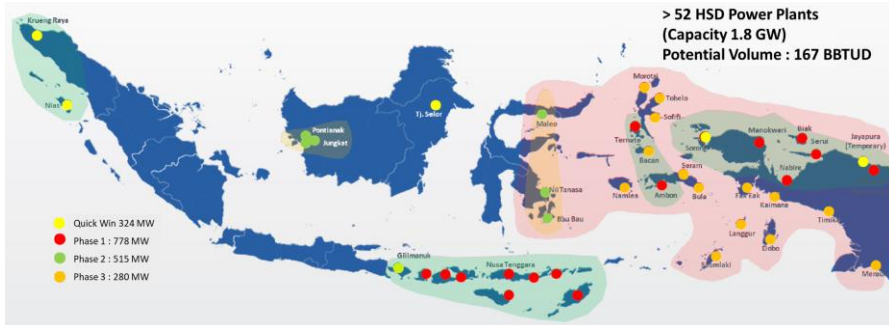 > 52 HSD Power Plants
(Capacity 1.8 GW)
Potential Volume : 167 BBTUD
Krueng Raya
Nias
Pontianak
Jungkat
Tj. Selor
Maleo
NiiTanasa
Bau Bau
Morotai
Tobelo
Sofifi
Ternate
Bacan
Sorong
Manokwari
Biak
Serui
Jayapura
(Temporary)
Nabire
Seram
Namlea
Ambon
Bula
Fak Fak
Kaimana
Timika
Langgur
Dobo
Saumlaki
Gilimanuk
Nusa Tenggara
Quick Win 324 MW
Phase 1 : 778 MW
Phase 2 : 515 MW
Phase 3 : 280 MW